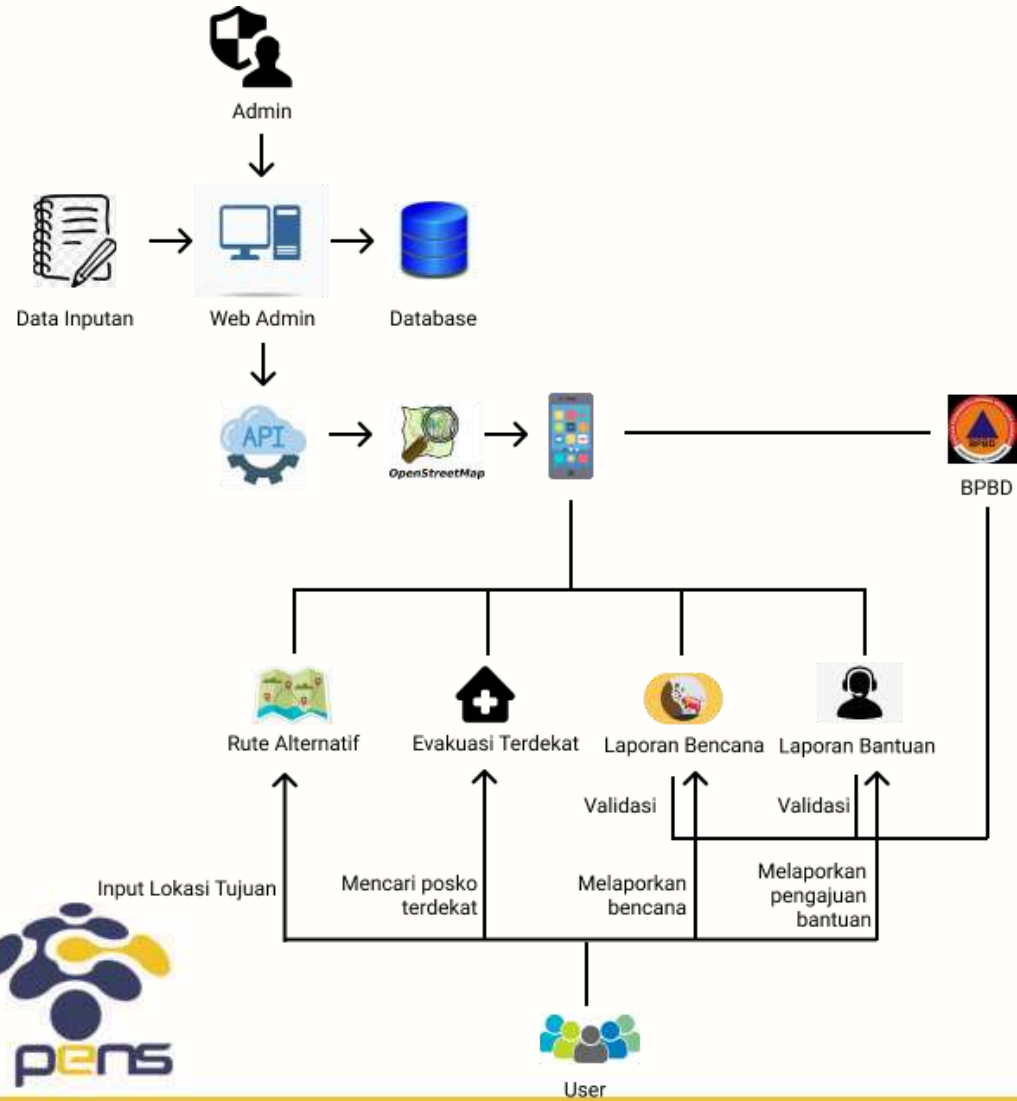 Admin
Data Inputan
Web Admin
Database
API
OpenStreetMap
BPBD
BPBD
Rute Alternatif
Evakuasi Terdekat
Laporan Bencana
Laporan Bantuan
Validasi
Validasi
Input Lokasi Tujuan
Mencari posko
terdekat
Melaporkan
bencana
Melaporkan
pengajuan
bantuan
pens
User